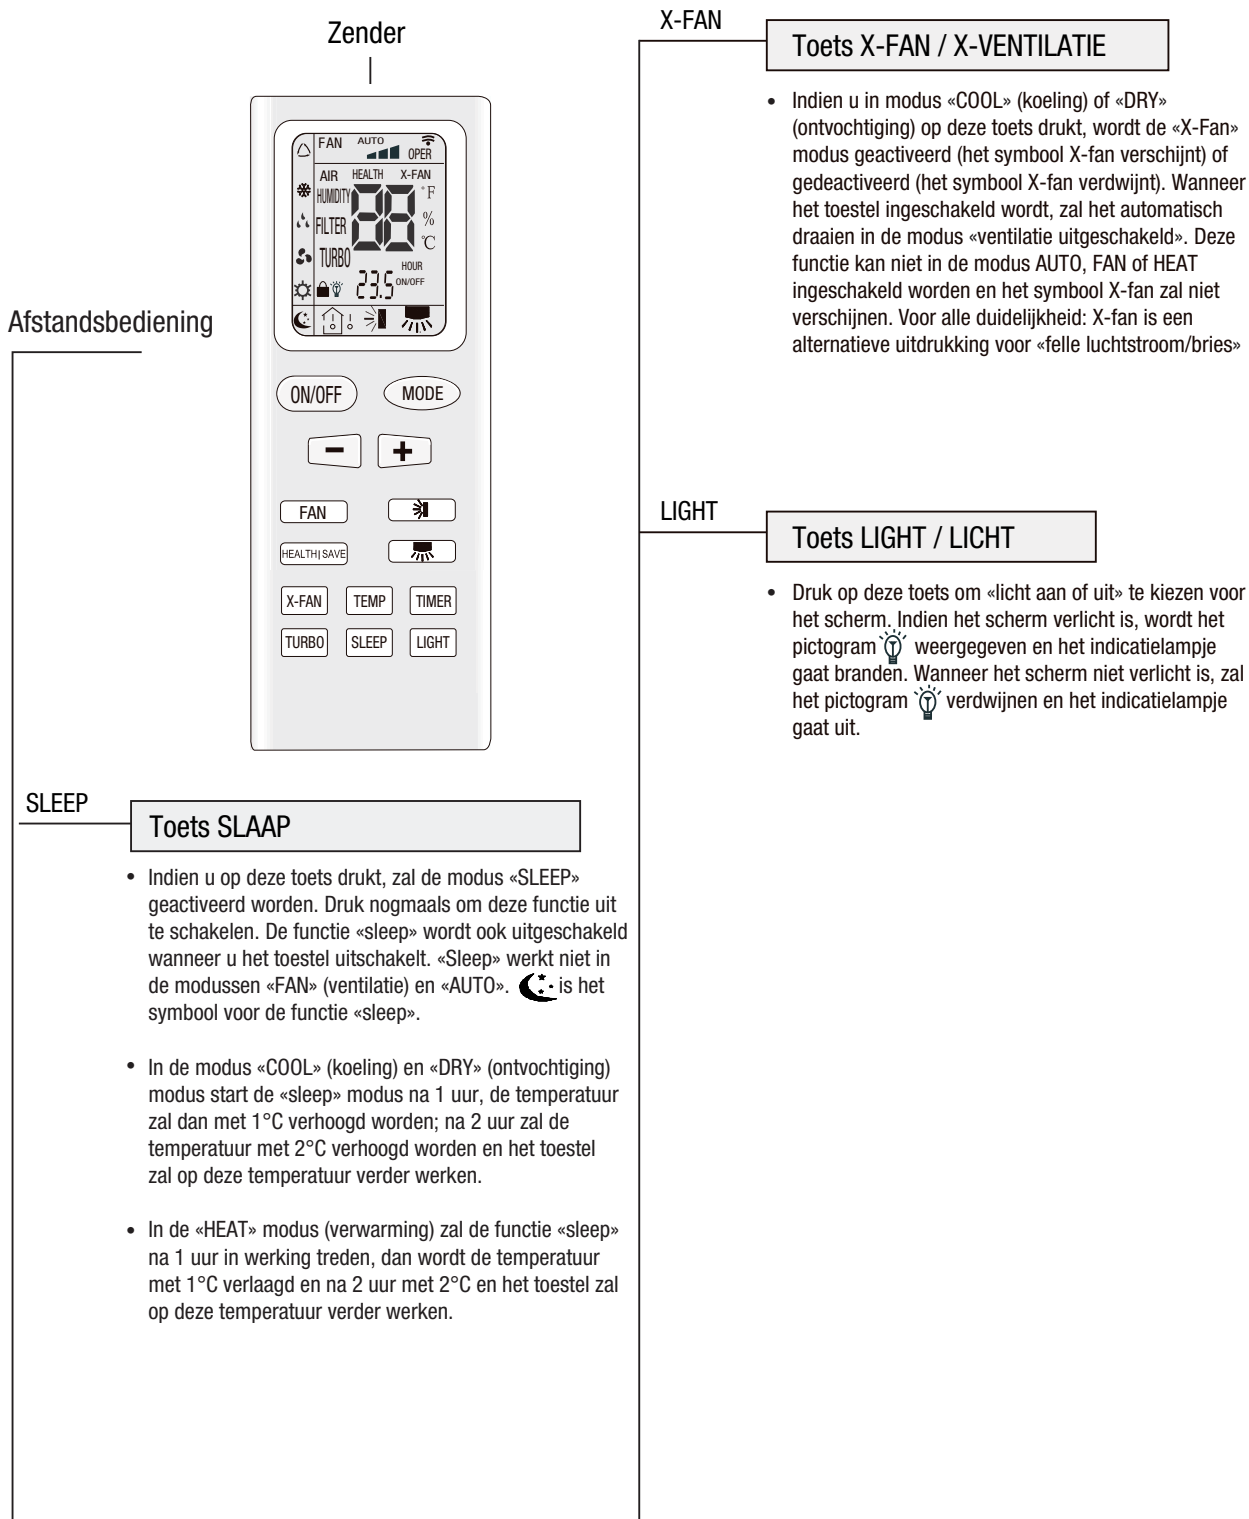 Zender
FAN AUTO OPER
AIR HEALTH X-FAN
HUMIDITY °F
FILTER 88 %
°C
TURBO HOUR
23.5 ON/OFF
Afstandsbediening
ON/OFF MODE
− +
FAN
HEALTH | SAVE
X-FAN TEMP TIMER
TURBO SLEEP LIGHT
SLEEP
Toets SLAAP
• Indien u op deze toets drukt, zal de modus «SLEEP»
geactiveerd worden. Druk nogmaals om deze functie uit
te schakelen. De functie «sleep» wordt ook uitgeschakeld
wanneer u het toestel uitschakelt. «Sleep» werkt niet in
de modussen «FAN» (ventilatie) en «AUTO». is het
symbool voor de functie «sleep».
• In de modus «COOL» (koeling) en «DRY» (ontvochtiging)
modus start de «sleep» modus na 1 uur, de temperatuur
zal dan met 1°C verhoogd worden; na 2 uur zal de
temperatuur met 2°C verhoogd worden en het toestel
zal op deze temperatuur verder werken.
• In de «HEAT» modus (verwarming) zal de functie «sleep»
na 1 uur in werking treden, dan wordt de temperatuur
met 1°C verlaagd en na 2 uur met 2°C en het toestel zal
op deze temperatuur verder werken.
X-FAN
Toets X-FAN / X-VENTILATIE
• Indien u in modus «COOL» (koeling) of «DRY»
(ontvochtiging) op deze toets drukt, wordt de «X-Fan»
modus geactiveerd (het symbool X-fan verschijnt) of
gedeactiveerd (het symbool X-fan verdwijnt). Wanneer
het toestel ingeschakeld wordt, zal het automatisch
draaien in de modus «ventilatie uitgeschakeld». Deze
functie kan niet in de modus AUTO, FAN of HEAT
ingeschakeld worden en het symbool X-fan zal niet
verschijnen. Voor alle duidelijkheid: X-fan is een
alternatieve uitdrukking voor «felle luchtstroom/bries»
LIGHT
Toets LIGHT / LICHT
• Druk op deze toets om «licht aan of uit» te kiezen voor
het scherm. Indien het scherm verlicht is, wordt het
pictogram weergegeven en het indicatielampje
gaat branden. Wanneer het scherm niet verlicht is, zal
het pictogram verdwijnen en het indicatielampje
gaat uit.